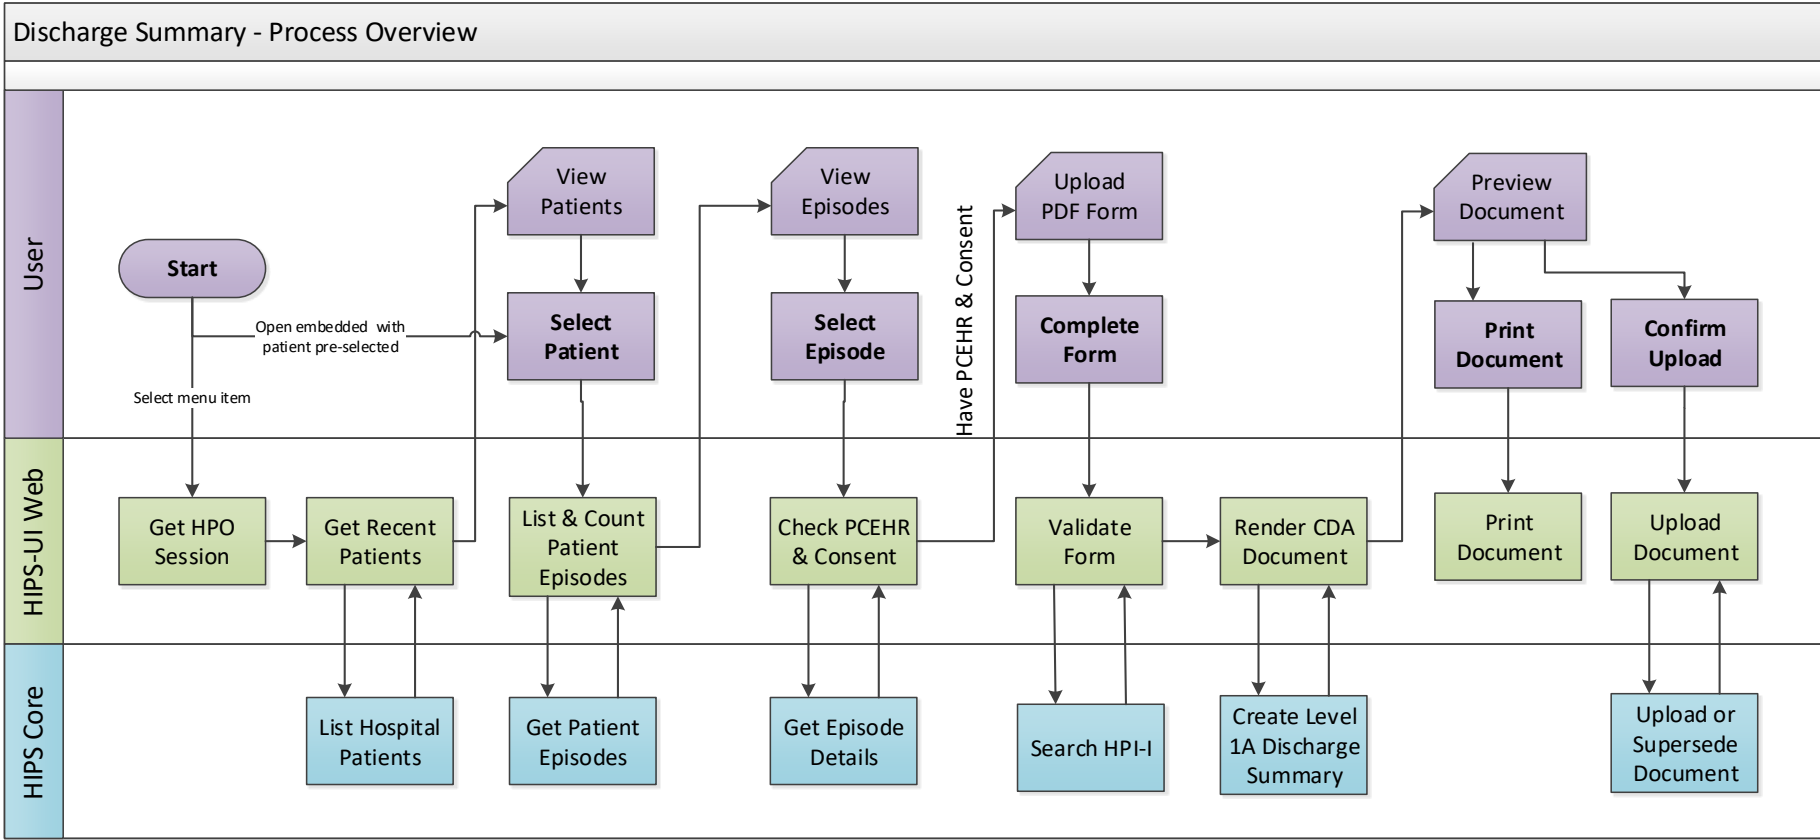 Discharge Summary - Process Overview
User
View
Patients
View
Episodes
Upload
PDF Form
Preview
Document
Start
Open embedded with
patient pre-selected
Select
Patient
Select
Episode
Have PCEHR & Consent
Complete
Form
Print
Document
Confirm
Upload
Select menu item
HIPS-UI Web
Get HPO
Session
Get Recent
Patients
List & Count
Patient
Episodes
Check PCEHR
& Consent
Validate
Form
Render CDA
Document
Print
Document
Upload
Document
HIPS Core
List Hospital
Patients
Get Patient
Episodes
Get Episode
Details
Search HPI-I
Create Level
1A Discharge
Summary
Upload or
Supersede
Document